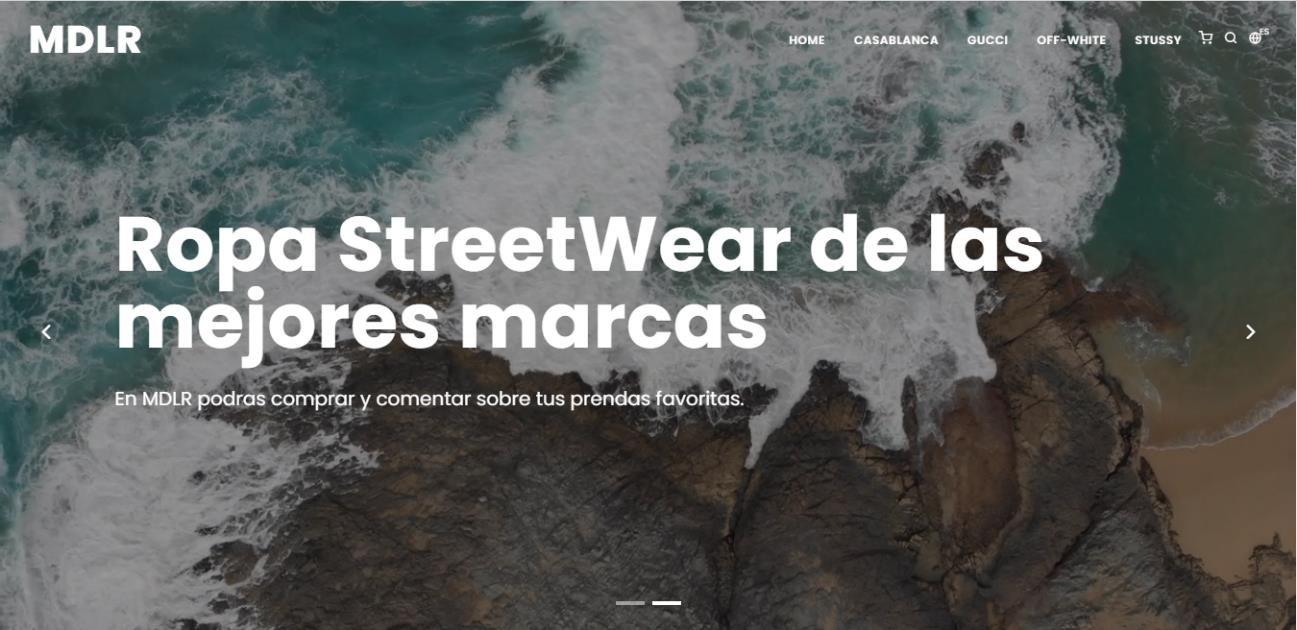 MDLR
HOME CASABLANCA GUCCI OFF-WHITE STUSSY ES
Ropa StreetWear de las
mejores marcas
En MDLR podras comprar y comentar sobre tus prendas favoritas.